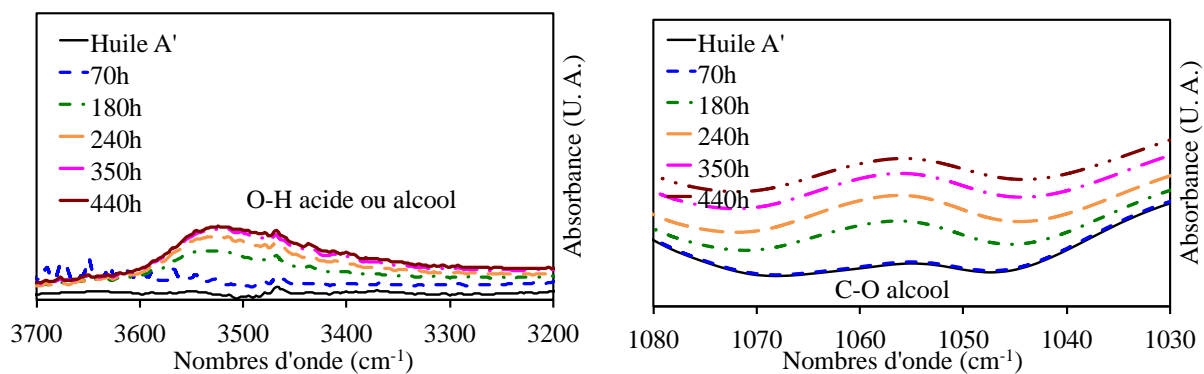 Huile A'
70h
180h
240h
350h
440h
O-H acide ou alcool
Absorbance (U. A.)
3700 3600 3500 3400 3300 3200
Nombres d'onde (cm-1)
Huile A'
70h
180h
240h
350h
440h
C-O alcool
Absorbance (U. A.)
1080 1070 1060 1050 1040 1030
Nombres d'onde (cm-1)